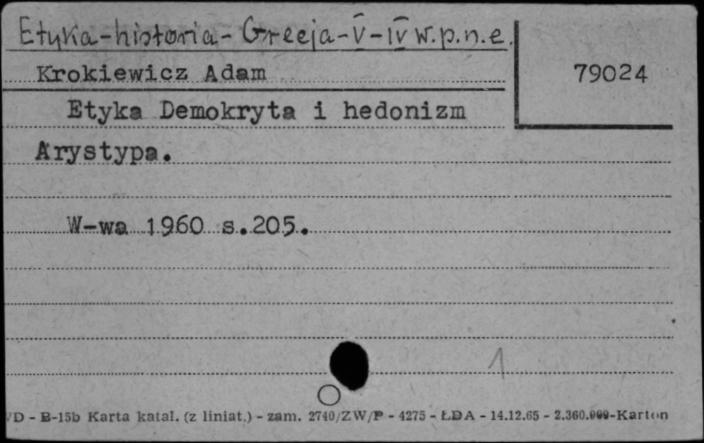 Etyka-historia-Grecja-V-IV w.p.n.e.
Krokiewicz Adam
79024
Etyka Demokryta i hedonizm
Arystypa.
W-wa 1960 s.205.
1
D - B-15b Karta katal. (z liniat.) - zam. 2740/ZW/P - 4275 - ŁDA - 14.12.65 - 2.360.000-Karton